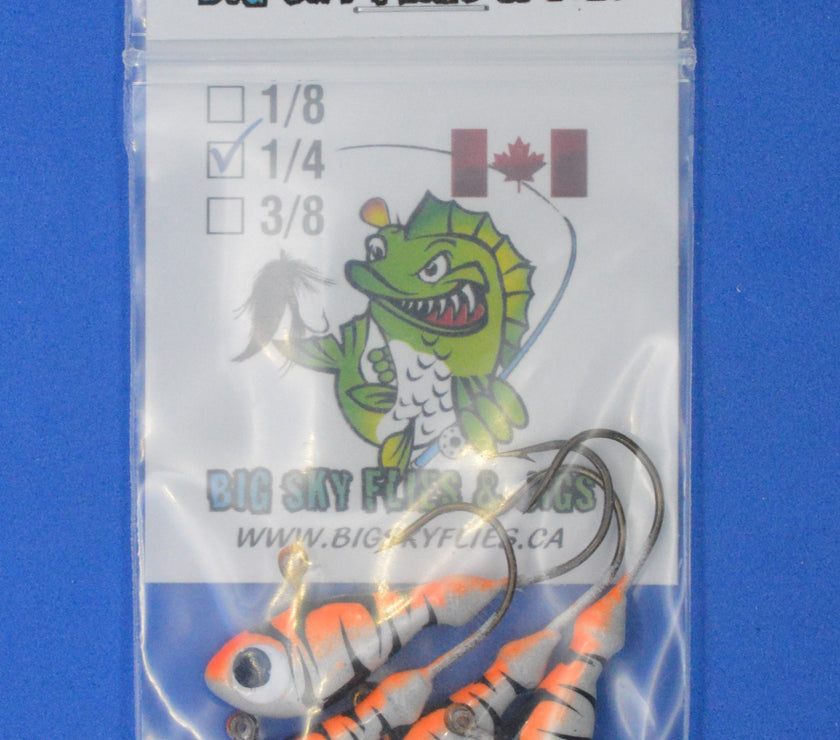 1/8
1/4
3/8
BIG SKY FLIES & JIGS
WWW.BIGSKYFLIES.CA